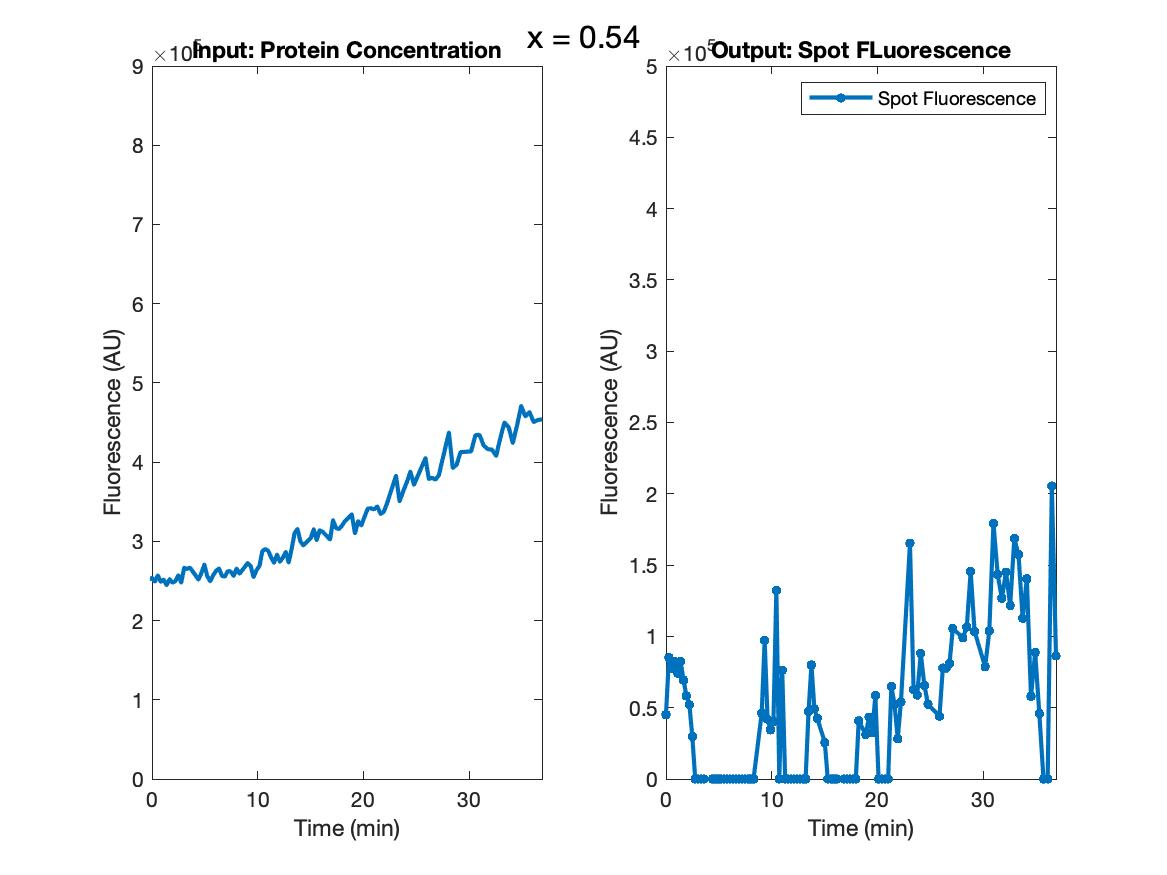 x = 0.54
×10⁵
Input: Protein Concentration
9
8
7
6
5
4
3
2
1
0
Fluorescence (AU)
0 10 20 30
Time (min)
×10⁵
Output: Spot FLuorescence
Spot Fluorescence
5
4.5
4
3.5
3
2.5
2
1.5
1
0.5
0
Fluorescence (AU)
0 10 20 30
Time (min)